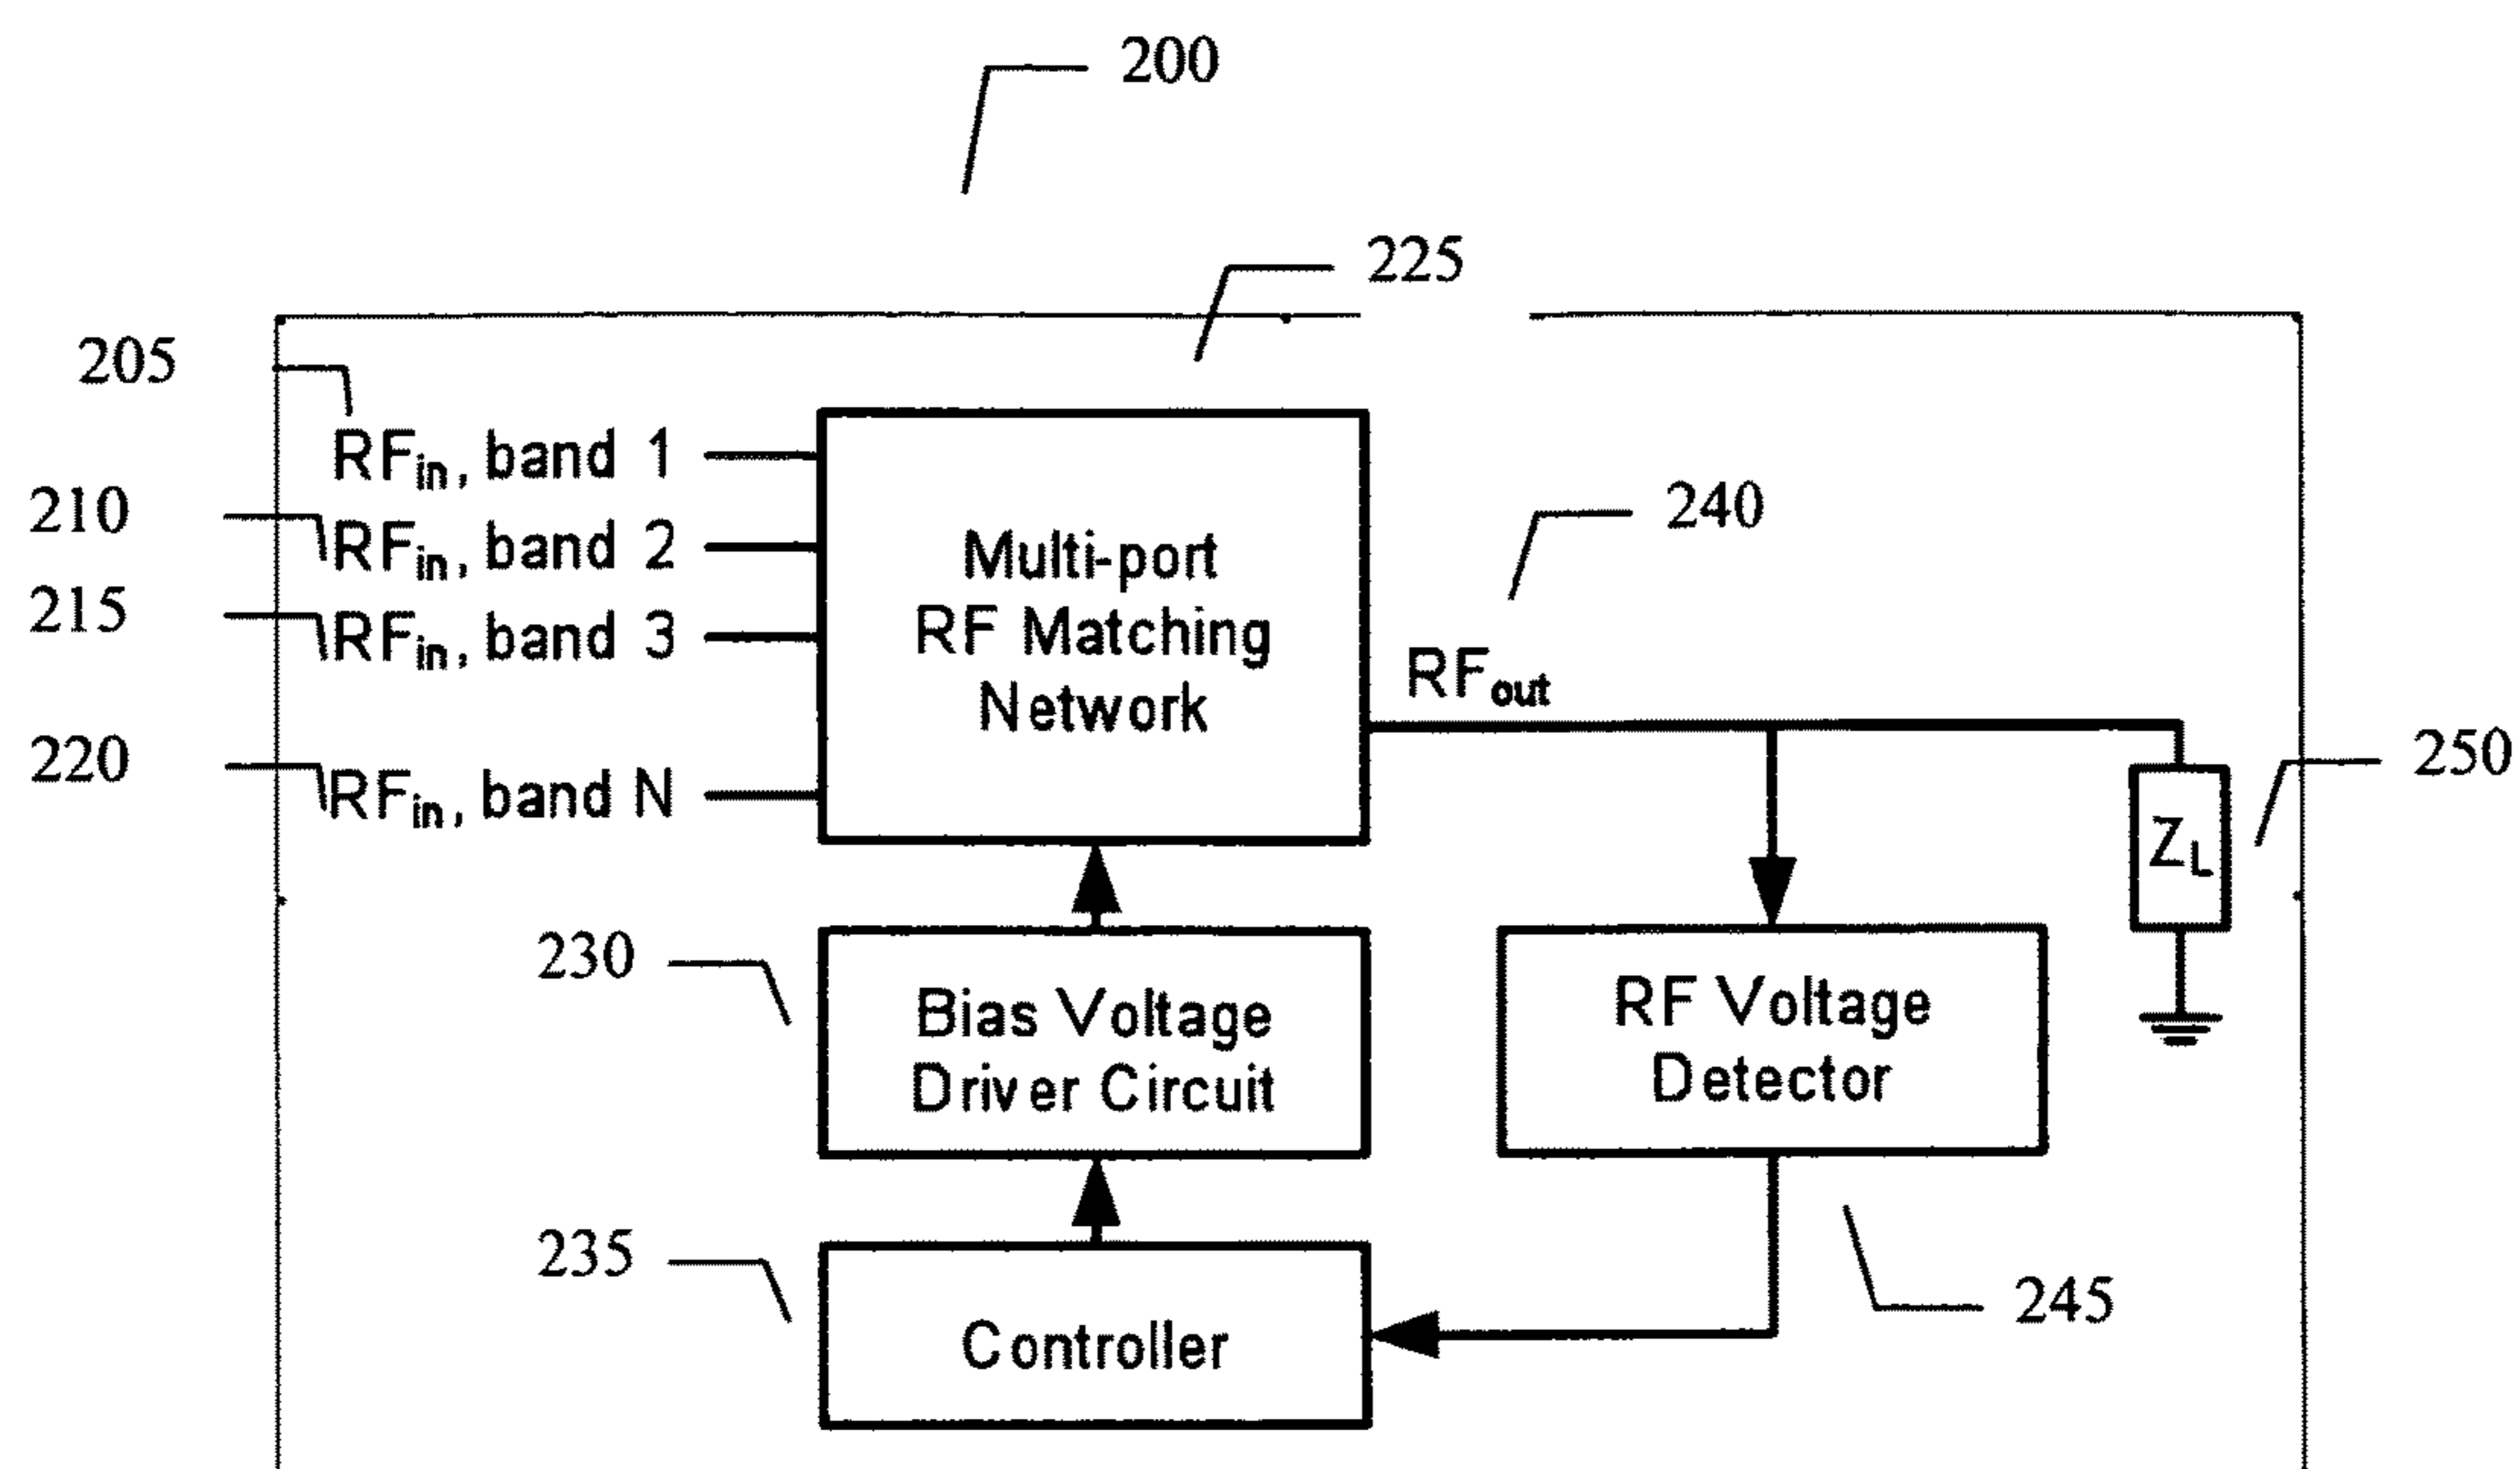 200
225
205
RFin, band 1
210
RFin, band 2
215
RFin, band 3
220
RFin, band N
Multi-port
RF Matching
Network
240
RFout
250
ZL
230
Bias Voltage
Driver Circuit
RF Voltage
Detector
235
Controller
245